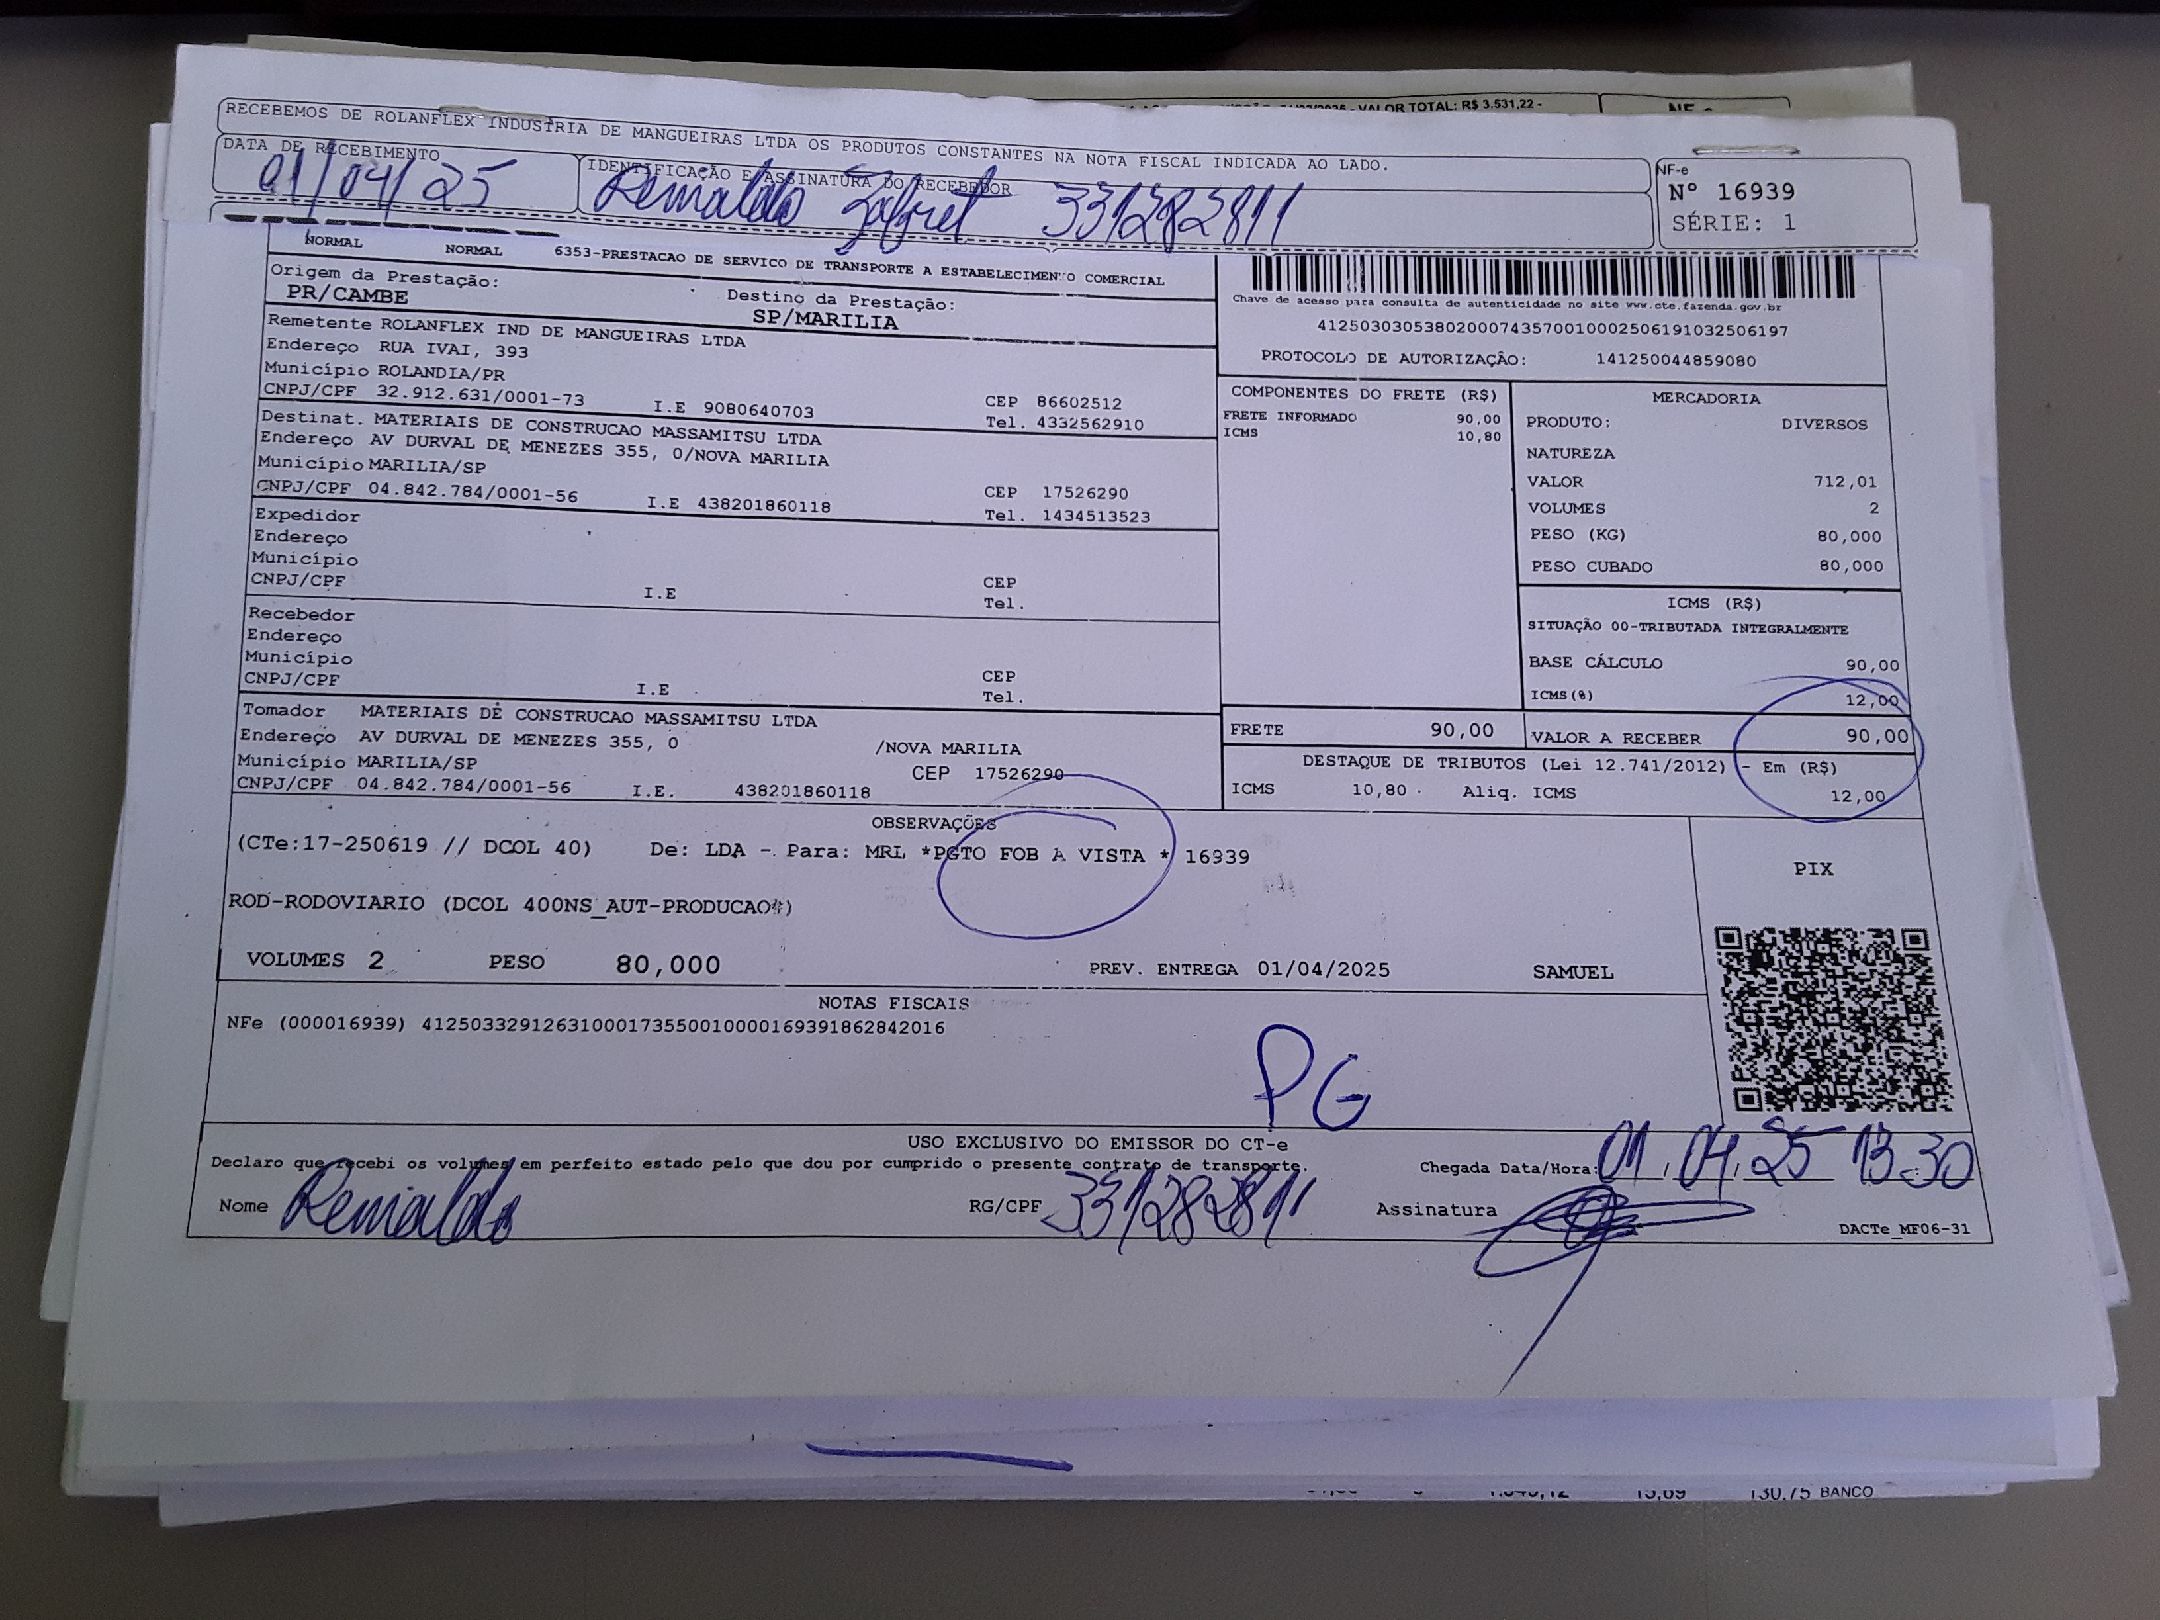 VALOR TOTAL: R$ 3.531,22 -
RECEBEMOS DE ROLANFLEX INDUSTRIA DE MANGUEIRAS LTDA OS PRODUTOS CONSTANTES NA NOTA FISCAL INDICADA AO LADO.
DATA DE RECEBIMENTO
01/04/25
IDENTIFICAÇÃO E ASSINATURA DO RECEBEDOR
Reinaldo 331282811
NF-e
Nº 16939
SÉRIE: 1
NORMAL NORMAL 6353-PRESTACAO DE SERVICO DE TRANSPORTE A ESTABELECIMENTO COMERCIAL
Origem da Prestação:
PR/CAMBE
Destino da Prestação:
SP/MARILIA
Remetente ROLANFLEX IND DE MANGUEIRAS LTDA
Endereço RUA IVAI, 393
Município ROLANDIA/PR
CNPJ/CPF 32.912.631/0001-73 I.E 9080640703
CEP 86602512
Tel. 4332562910
Destinat. MATERIAIS DE CONSTRUCAO MASSAMITSU LTDA
Endereço AV DURVAL DE MENEZES 355, 0/NOVA MARILIA
Município MARILIA/SP
CNPJ/CPF 04.842.784/0001-56 I.E 438201860118
CEP 17526290
Tel. 1434513523
Expedidor
Endereço
Município
CNPJ/CPF I.E
CEP
Tel.
Recebedor
Endereço
Município
CNPJ/CPF I.E
CEP
Tel.
Tomador MATERIAIS DE CONSTRUCAO MASSAMITSU LTDA
Endereço AV DURVAL DE MENEZES 355, 0 /NOVA MARILIA
Município MARILIA/SP CEP 17526290
CNPJ/CPF 04.842.784/0001-56 I.E. 438201860118
Chave de acesso para consulta de autenticidade no site www.cte.fazenda.gov.br
41250303053802000743570010002506191032506197
PROTOCOLO DE AUTORIZAÇÃO: 141250044859080
COMPONENTES DO FRETE (R$)
FRETE INFORMADO 90,00
ICMS 10,80
MERCADORIA
PRODUTO: DIVERSOS
NATUREZA
VALOR 712,01
VOLUMES 2
PESO (KG) 80,000
PESO CUBADO 80,000
ICMS (R$)
SITUAÇÃO 00-TRIBUTADA INTEGRALMENTE
BASE CÁLCULO 90,00
ICMS(%) 12,00
FRETE 90,00 VALOR A RECEBER 90,00
DESTAQUE DE TRIBUTOS (Lei 12.741/2012) - Em (R$)
ICMS 10,80 Aliq. ICMS 12,00
OBSERVAÇÕES
(CTe:17-250619 // DCOL 40) De: LDA - Para: MRL *PGTO FOB A VISTA * 16939
ROD-RODOVIARIO (DCOL 400NS_AUT-PRODUCAO*)
PIX
VOLUMES 2 PESO 80,000 PREV. ENTREGA 01/04/2025 SAMUEL
NOTAS FISCAIS
NFe (000016939) 41250332912631000173550010000169391862842016
PG
USO EXCLUSIVO DO EMISSOR DO CT-e
Declaro que recebi os volumes em perfeito estado pelo que dou por cumprido o presente contrato de transporte.
Chegada Data/Hora: 01 04 25 13 30
Nome Reinaldo RG/CPF 331282811 Assinatura
DACTe_MF06-31
130,75 BANCO